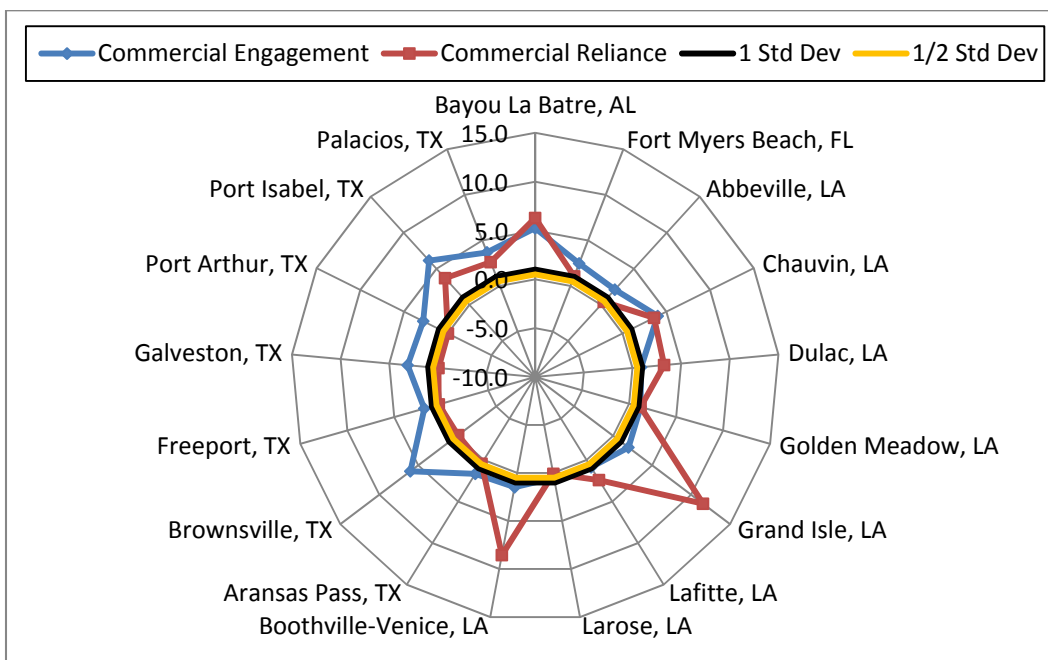 Commercial Engagement Commercial Reliance 1 Std Dev 1/2 Std Dev
Bayou La Batre, AL
Fort Myers Beach, FL
Abbeville, LA
Chauvin, LA
Dulac, LA
Golden Meadow, LA
Grand Isle, LA
Lafitte, LA
Larose, LA
Boothville-Venice, LA
Aransas Pass, TX
Brownsville, TX
Freeport, TX
Galveston, TX
Port Arthur, TX
Port Isabel, TX
Palacios, TX
15.0
10.0
5.0
0.0
-5.0
-10.0